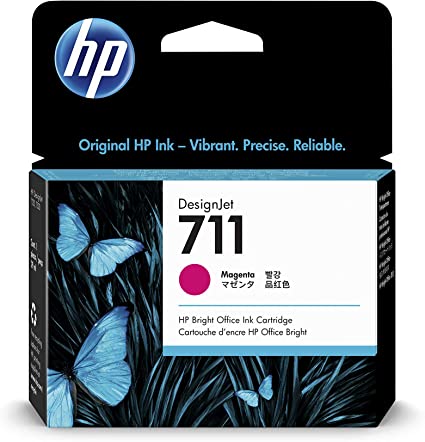 hp
Original HP Ink – Vibrant. Precise. Reliable.
DesignJet
711
Magenta 빨강
マゼンタ 品红色
HP Bright Office Ink Cartridge
Cartouche d'encre HP Office Bright